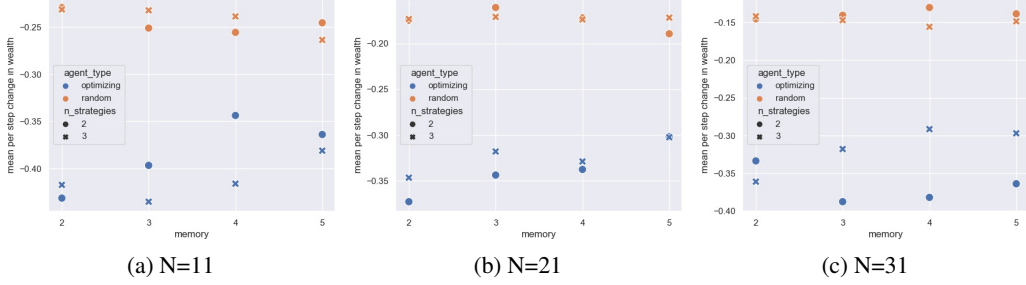 mean per step change in wealth
−0.25
−0.30
−0.35
−0.40
agent_type
optimizing
random
n_strategies
2
3
2 3 4 5
memory
(a) N=11
mean per step change in wealth
−0.20
−0.25
−0.30
−0.35
agent_type
optimizing
random
n_strategies
2
3
2 3 4 5
memory
(b) N=21
mean per step change in wealth
−0.15
−0.20
−0.25
−0.30
−0.35
−0.40
agent_type
optimizing
random
n_strategies
2
3
2 3 4 5
memory
(c) N=31